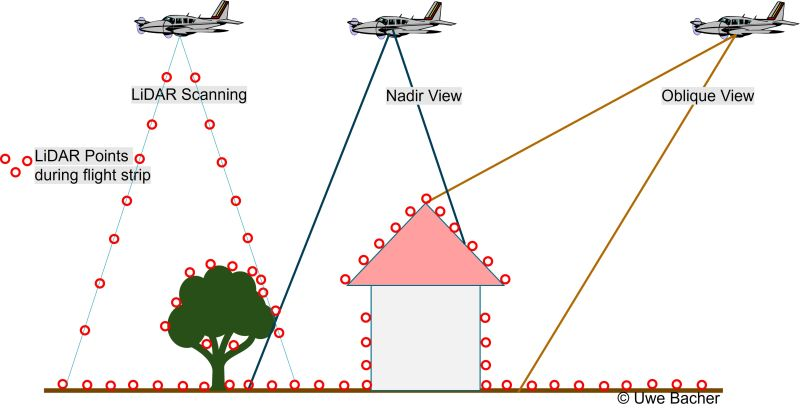 LiDAR Scanning
Nadir View
Oblique View
LiDAR Points
during flight strip
© Uwe Bacher